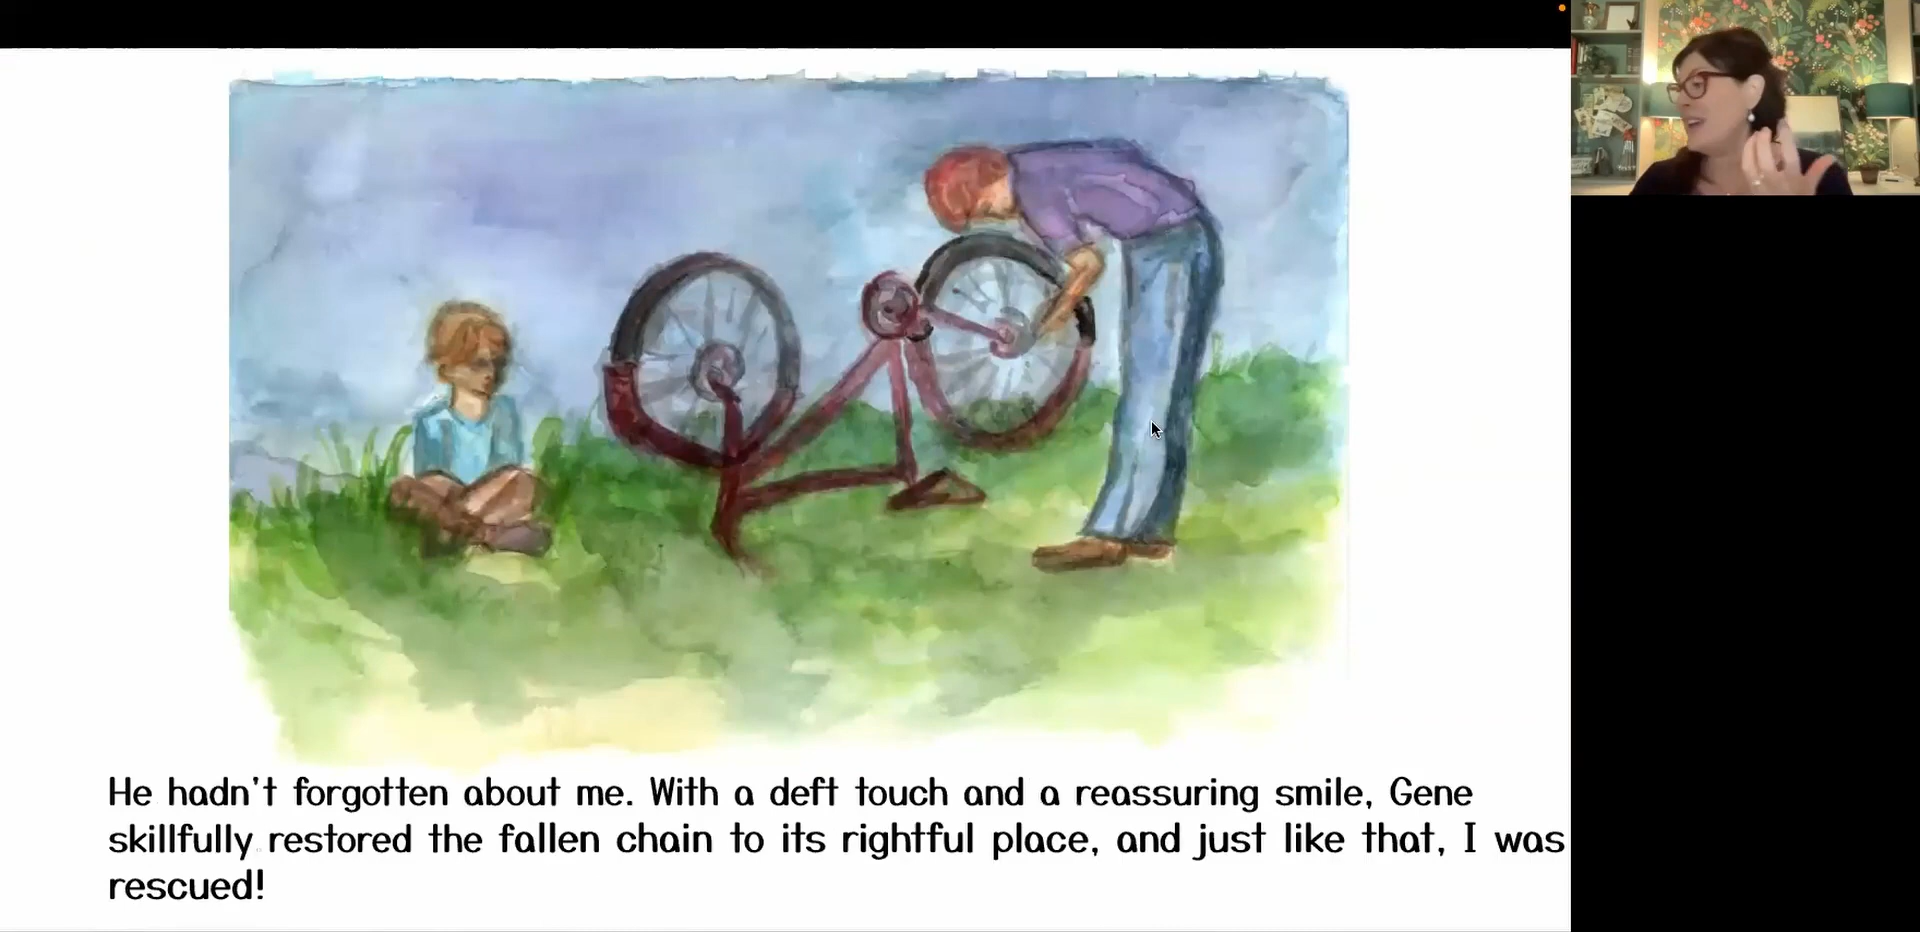 He hadn't forgotten about me. With a deft touch and a reassuring smile, Gene
skillfully restored the fallen chain to its rightful place, and just like that, I was
rescued!